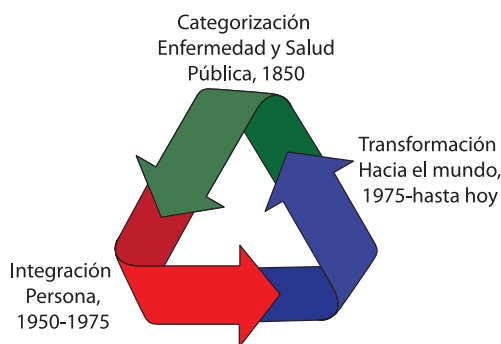 Categorización
Enfermedad y Salud
Pública, 1850
Transformación
Hacia el mundo,
1975-hasta hoy
Integración
Persona,
1950-1975